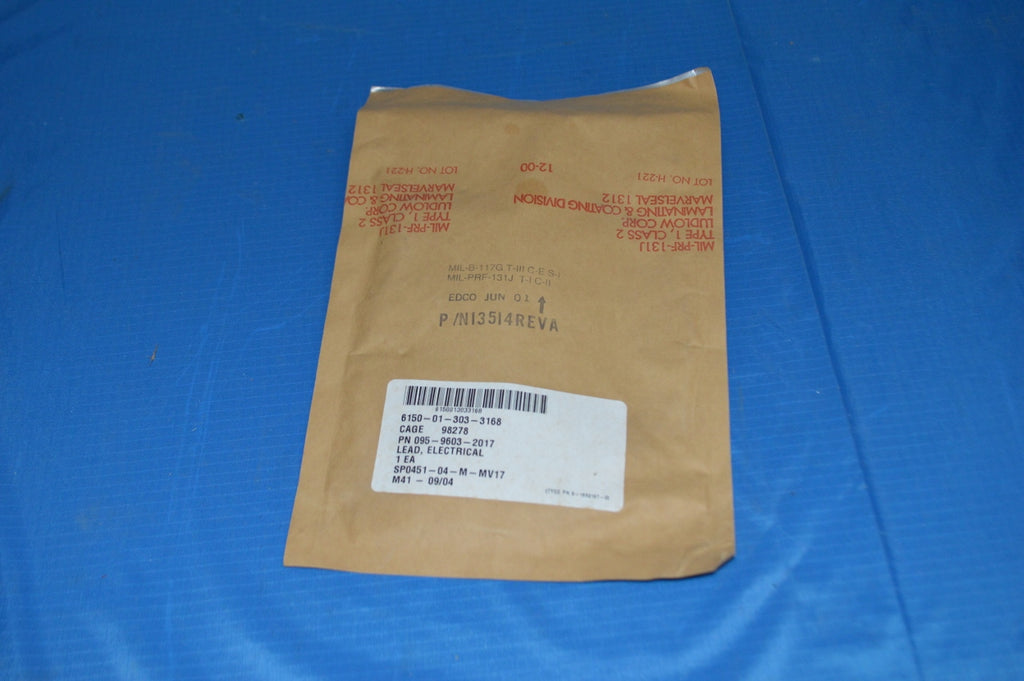 LOT NO. H-221
MARVELSEAL 1312
LAMINATING & CO
LUDLOW CORP.
TYPE 1, CLASS 2
MIL-PRF-131J
12-00
LOT NO. H-221
MARVELSEAL 1312
LAMINATING & COATING DIVISION
LUDLOW CORP.
TYPE 1, CLASS 2
MIL-PRF-131J
MIL-B-117G T-III C-E S-I
MIL-PRF-131J T-I C-II
EDCO JUN 01
P/N13514REVA
6150-01-303-3168
CAGE 98278
PN 095-9603-2017
LEAD, ELECTRICAL
1 EA
SP0451-04-M-MV17
M41 - 09/04